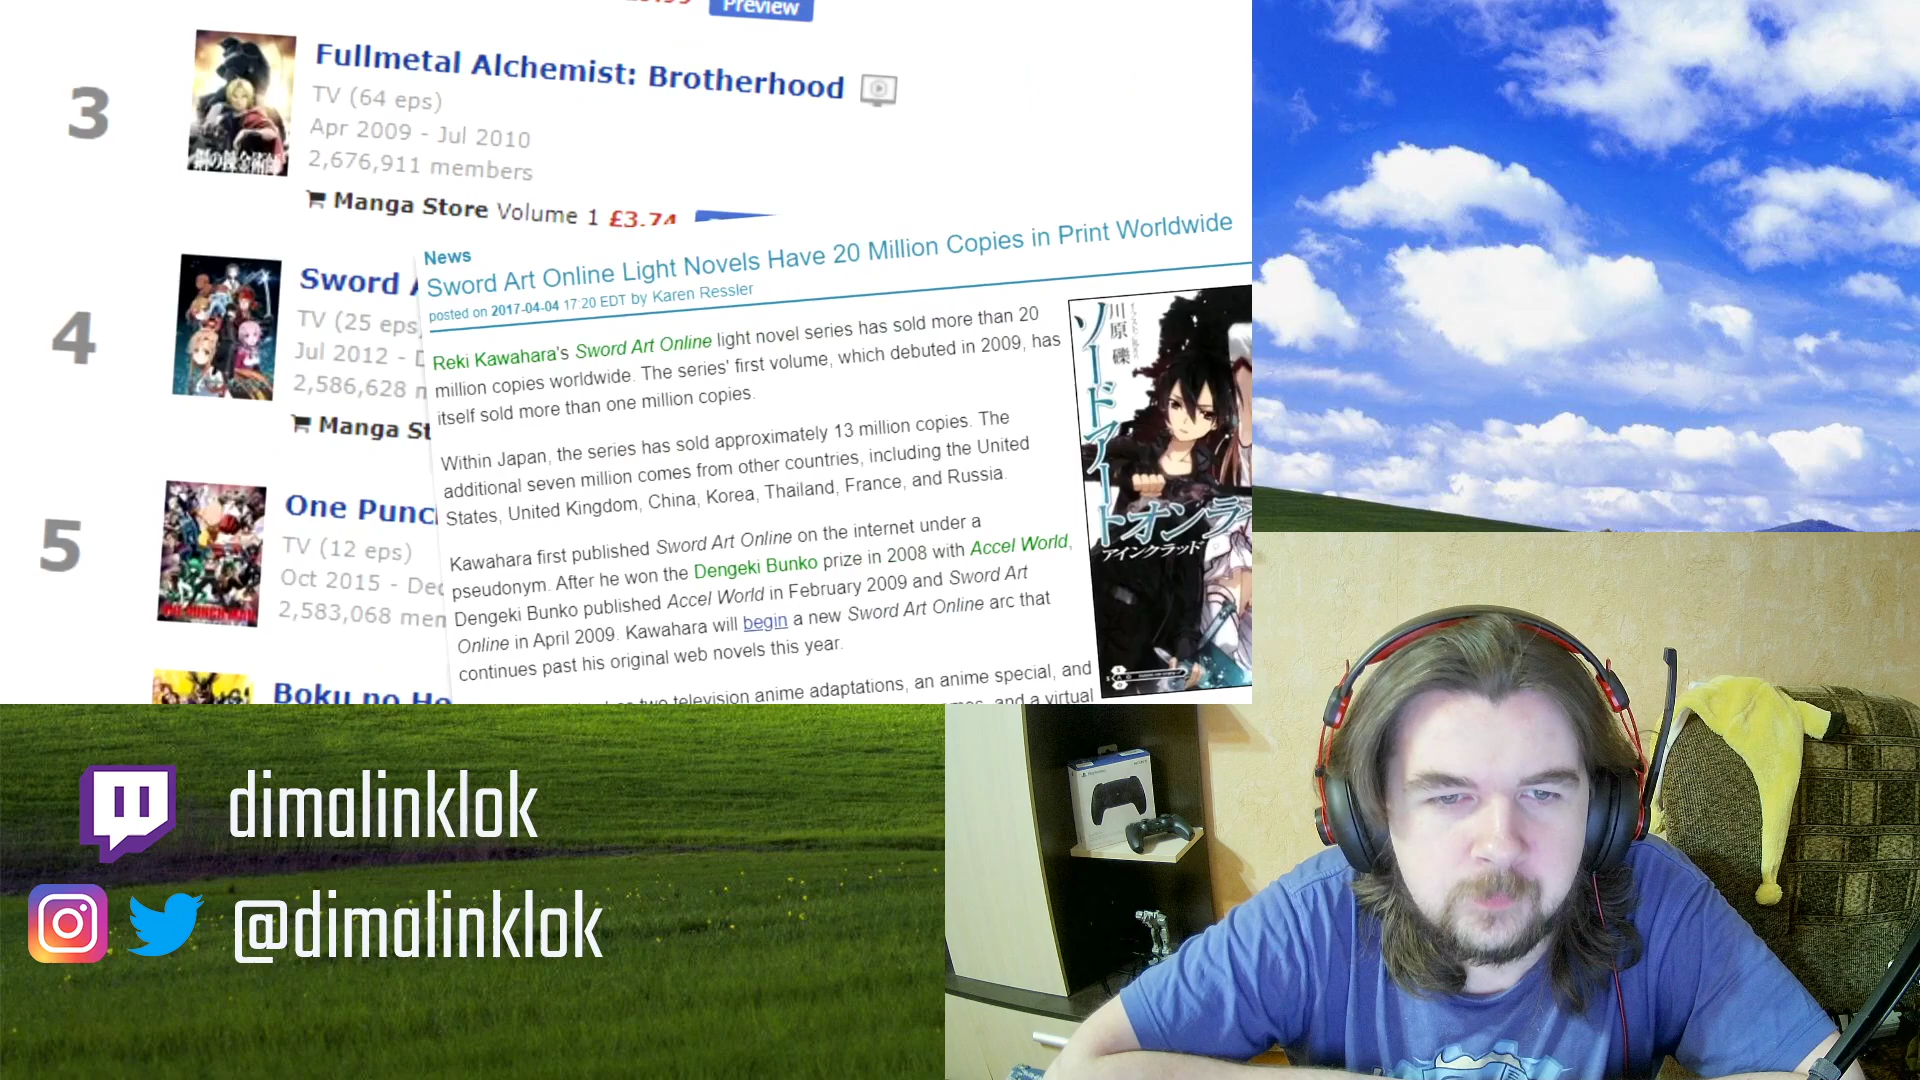 Preview
3
Fullmetal Alchemist: Brotherhood
TV (64 eps)
Apr 2009 - Jul 2010
2,676,911 members
Manga Store Volume 1 £3.74
4
Sword
TV (25 eps
Jul 2012 -
2,586,628
Manga St
5
One Punc
TV (12 eps)
Oct 2015 - Dec
2,583,068 mem
Boku no He
News
Sword Art Online Light Novels Have 20 Million Copies in Print Worldwide
posted on 2017-04-04 17:20 EDT by Karen Ressler
Reki Kawahara's Sword Art Online light novel series has sold more than 20
million copies worldwide. The series' first volume, which debuted in 2009, has
itself sold more than one million copies.
Within Japan, the series has sold approximately 13 million copies. The
additional seven million comes from other countries, including the United
States, United Kingdom, China, Korea, Thailand, France, and Russia.
Kawahara first published Sword Art Online on the internet under a
pseudonym. After he won the Dengeki Bunko prize in 2008 with Accel World,
Dengeki Bunko published Accel World in February 2009 and Sword Art
Online in April 2009. Kawahara will begin a new Sword Art Online arc that
continues past his original web novels this year.
two television anime adaptations, an anime special, and
and a virtual
川原 礫
ソードアート
オンラ
アインクラッド
dimalinklok
@dimalinklok